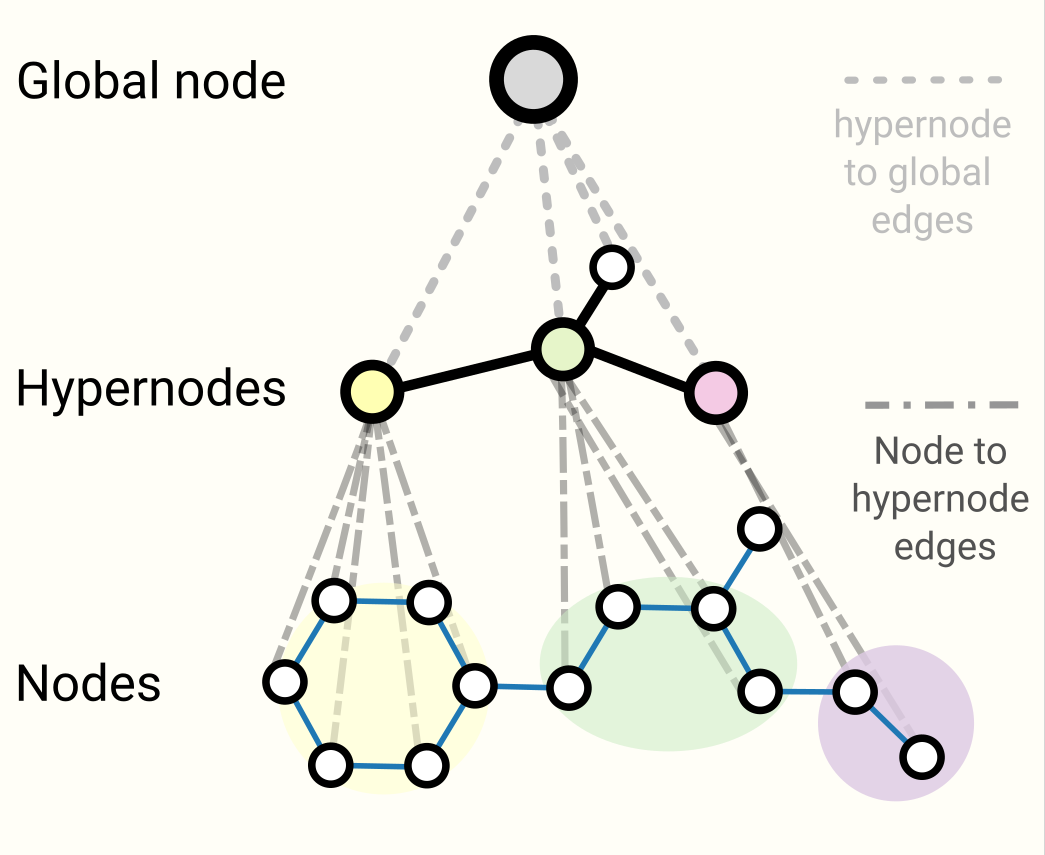 Global node
hypernode
to global
edges
Hypernodes
Node to
hypernode
edges
Nodes